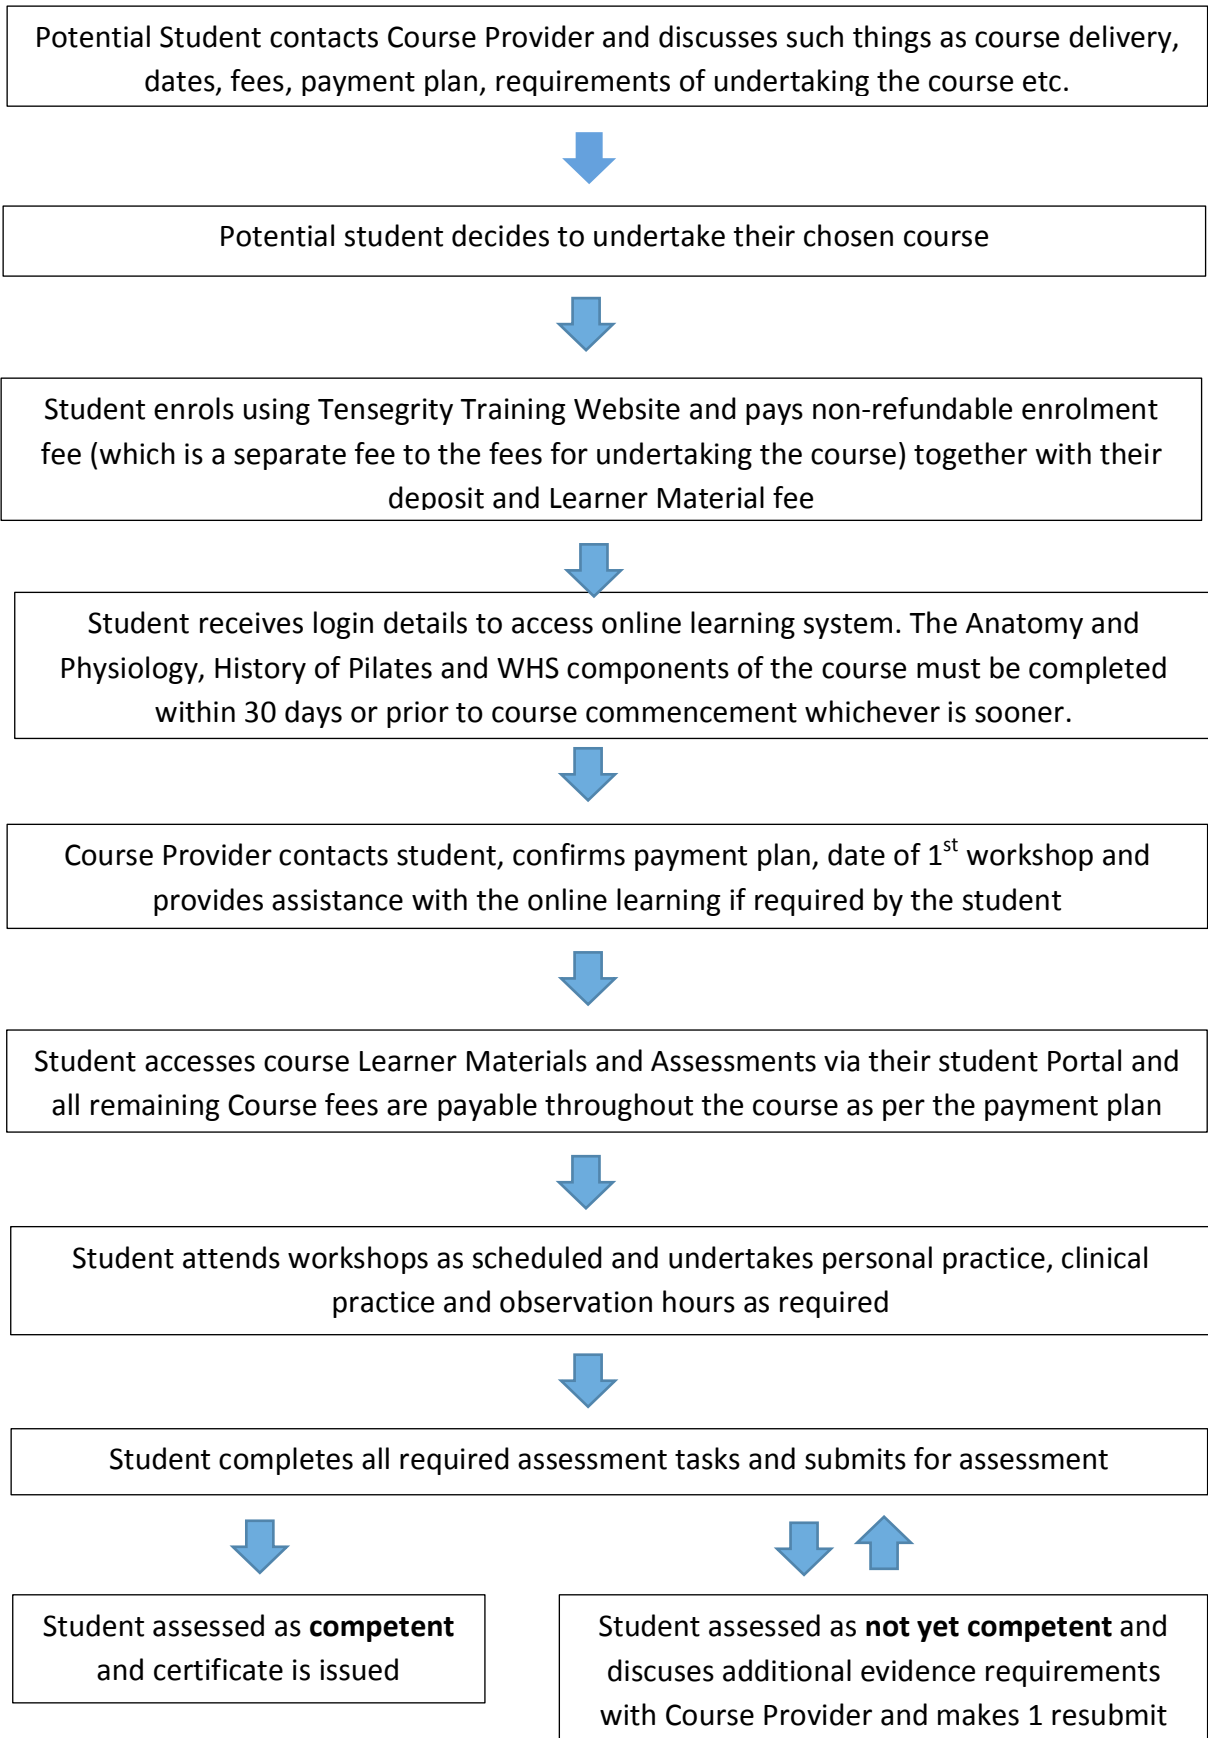 Potential Student contacts Course Provider and discusses such things as course delivery,
dates, fees, payment plan, requirements of undertaking the course etc.
Potential student decides to undertake their chosen course
Student enrols using Tensegrity Training Website and pays non-refundable enrolment
fee (which is a separate fee to the fees for undertaking the course) together with their
deposit and Learner Material fee
Student receives login details to access online learning system. The Anatomy and
Physiology, History of Pilates and WHS components of the course must be completed
within 30 days or prior to course commencement whichever is sooner.
Course Provider contacts student, confirms payment plan, date of 1st workshop and
provides assistance with the online learning if required by the student
Student accesses course Learner Materials and Assessments via their student Portal and
all remaining Course fees are payable throughout the course as per the payment plan
Student attends workshops as scheduled and undertakes personal practice, clinical
practice and observation hours as required
Student completes all required assessment tasks and submits for assessment
Student assessed as competent
and certificate is issued
Student assessed as not yet competent and
discuses additional evidence requirements
with Course Provider and makes 1 resubmit